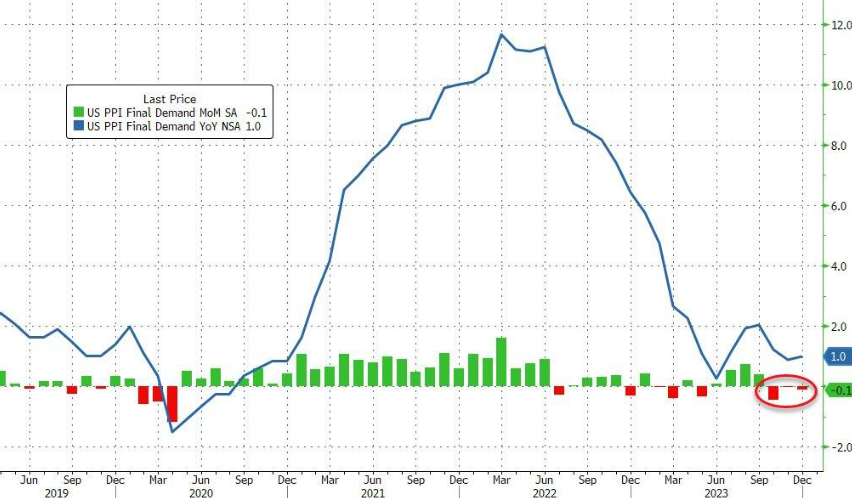 12.0
10.0
8.0
6.0
4.0
2.0
1.0
-0.1
-2.0
Last Price
US PPI Final Demand MoM SA -0.1
US PPI Final Demand YoY NSA 1.0
Jun Sep Dec Mar Jun Sep Dec Mar Jun Sep Dec Mar Jun Sep Dec Mar Jun Sep Dec
2019 2020 2021 2022 2023